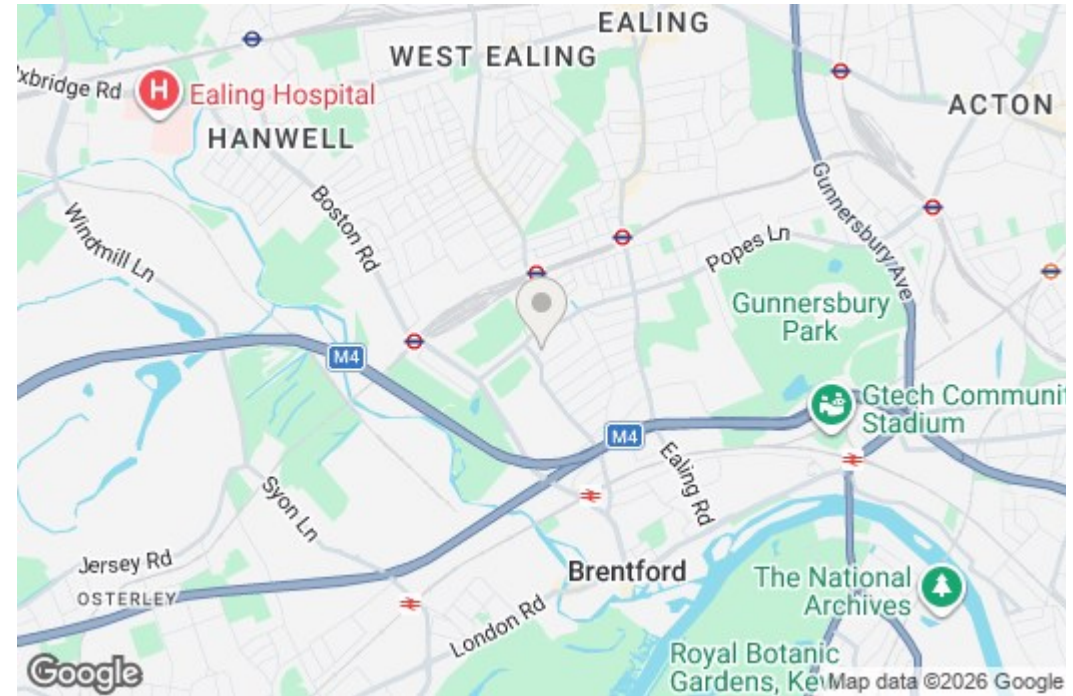 EALING
WEST EALING
xbridge Rd
H
Ealing Hospital
ACTON
HANWELL
Gunnersbury Ave
Boston Rd
Windmill Ln
Popes Ln
Gunnersbury
Park
M4
Gtech Communit
Stadium
M4
Ealing Rd
Syon Ln
Jersey Rd
Brentford
The National
Archives
OSTERLEY
London Rd
Royal Botanic
Gardens, Kew
Google
Map data ©2026 Google